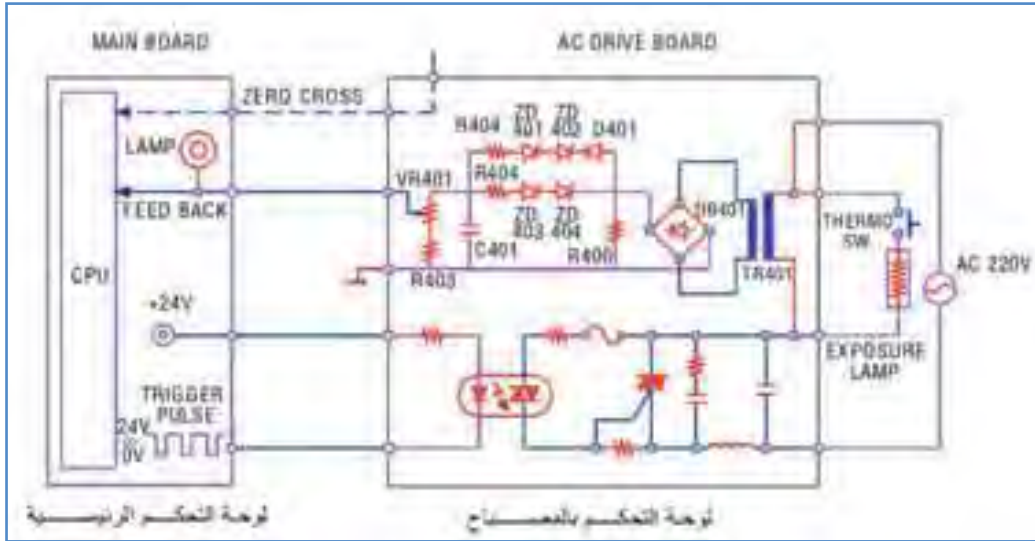 MAIN BOARD
AC DRIVE BOARD
ZERO CROSS
LAMP
FEED BACK
CPU
+24V
TRIGGER
PULSE
24V
0V
R404
ZD
401
ZD
402
D401
VR401
R404
ZD
403
ZD
404
C401
R400
R403
TR401
THERMO
SW.
AC 220V
EXPOSURE
LAMP
لوحة التحكم الرئيسية
لوحة التحكم بالمصباح